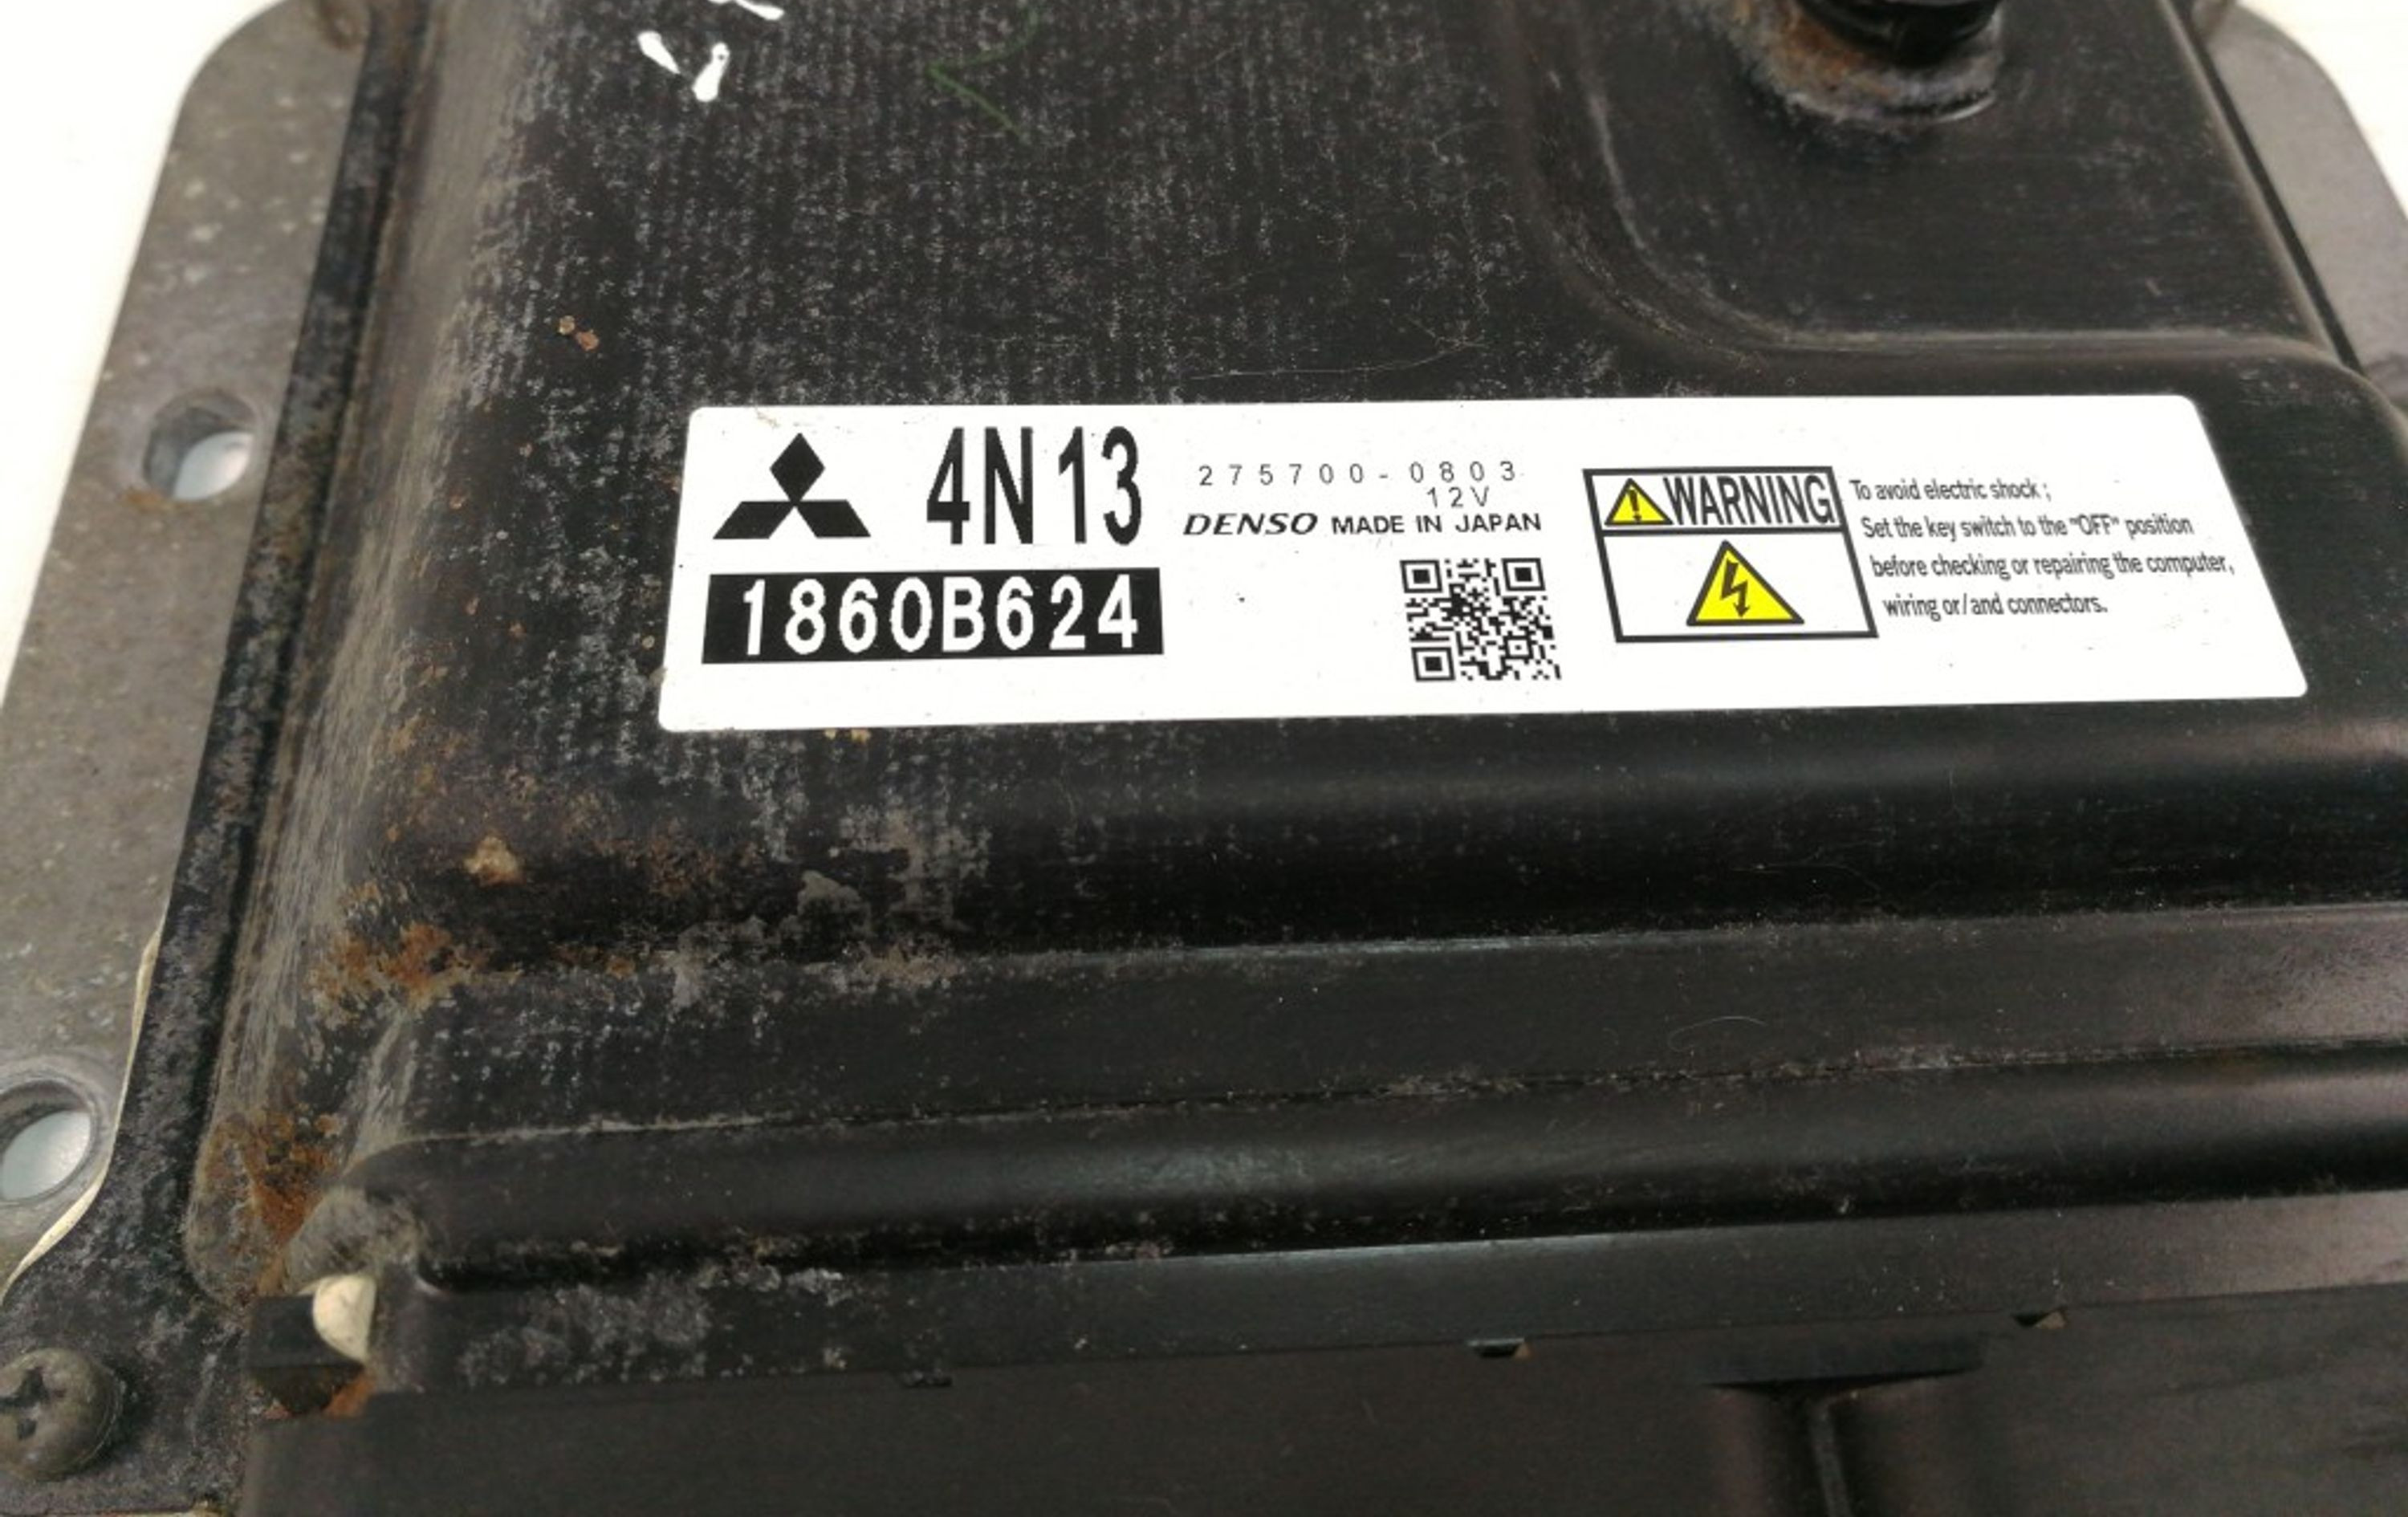 4N13
1860B624
275700-0803
12V
DENSO MADE IN JAPAN
WARNING
To avoid electric shock ;
Set the key switch to the "OFF" position
before checking or repairing the computer,
wiring or/and connectors.